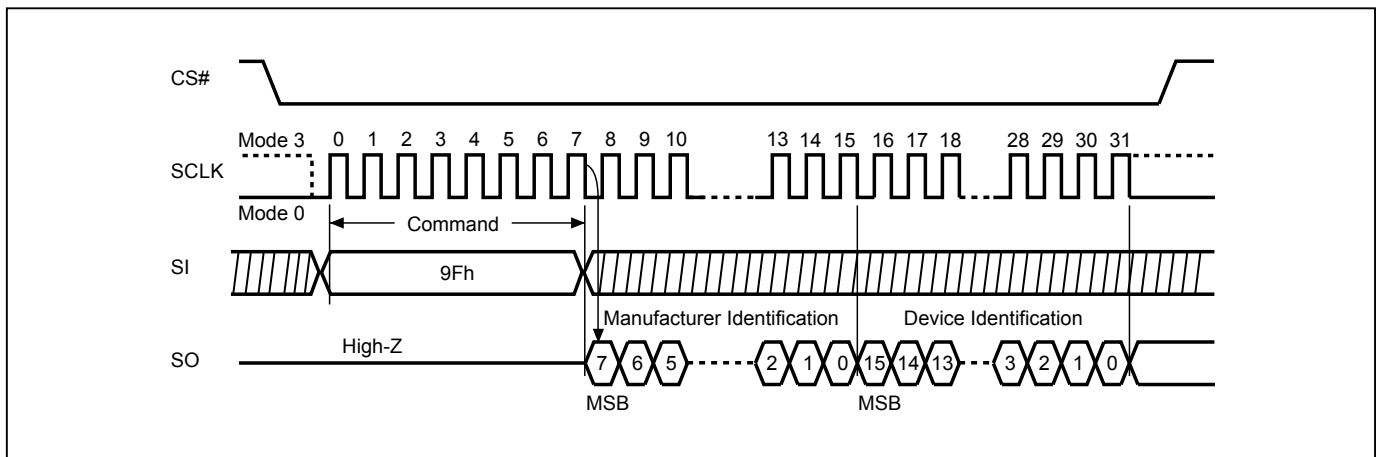 CS#
Mode 3 0 1 2 3 4 5 6 7 8 9 10 13 14 15 16 17 18 28 29 30 31
SCLK
Mode 0
Command
SI 9Fh
Manufacturer Identification Device Identification
High-Z
SO 7 6 5 2 1 0 15 14 13 3 2 1 0
MSB MSB